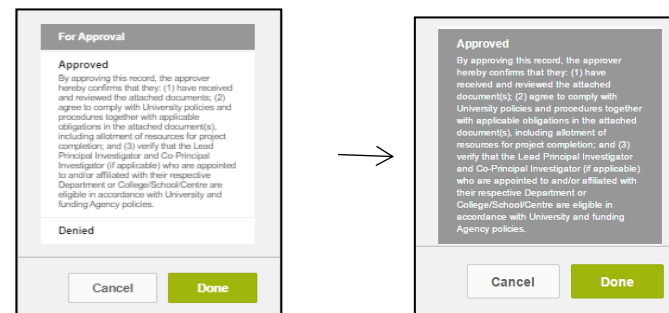 For Approval
Approved
By approving this record, the approver
hereby confirms that they: (1) have received
and reviewed the attached documents; (2)
agree to comply with University policies and
procedures together with applicable
obligations in the attached document(s),
including allotment of resources for project
completion; and (3) verify that the Lead
Principal Investigator and Co-Principal
Investigator (if applicable) who are appointed
to and/or affiliated with their respective
Department or College/School/Centre are
eligible in accordance with University and
funding Agency policies.
Denied
Cancel
Done
Approved
By approving this record, the approver
hereby confirms that they: (1) have
received and reviewed the attached
document(s); (2) agree to comply with
University policies and procedures together
with applicable obligations in the attached
document(s), including allotment of
resources for project completion; and (3)
verify that the Lead Principal Investigator
and Co-Principal Investigator (if applicable)
who are appointed to and/or affiliated with
their respective Department or
College/School/Centre are eligible in
accordance with University and funding
Agency policies.
Cancel
Done